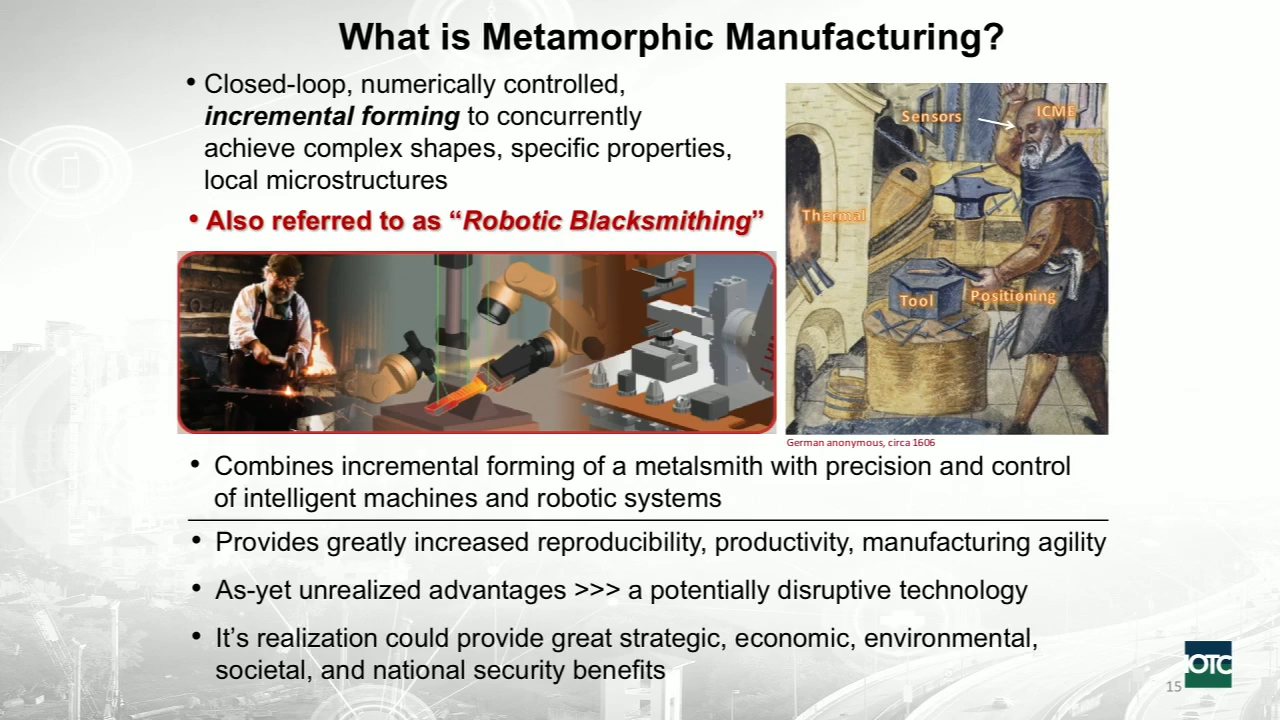 What is Metamorphic Manufacturing?
• Closed-loop, numerically controlled,
incremental forming to concurrently
achieve complex shapes, specific properties,
local microstructures
• Also referred to as “Robotic Blacksmithing”
Sensors
ICME
Thermal
Tool
Positioning
German anonymous, circa 1606
• Combines incremental forming of a metalsmith with precision and control
of intelligent machines and robotic systems
• Provides greatly increased reproducibility, productivity, manufacturing agility
• As-yet unrealized advantages >>> a potentially disruptive technology
• It’s realization could provide great strategic, economic, environmental,
societal, and national security benefits
OTC
15